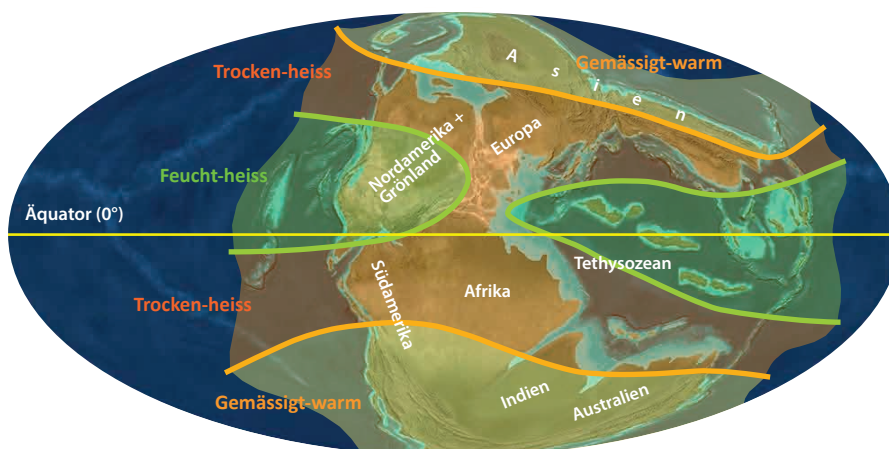 Trocken-heiss
Gemässigt-warm
Asien
Nordamerika +
Grönland
Europa
Feucht-heiss
Äquator (0°)
Tethysozean
Südamerika
Afrika
Trocken-heiss
Gemässigt-warm
Indien
Australien